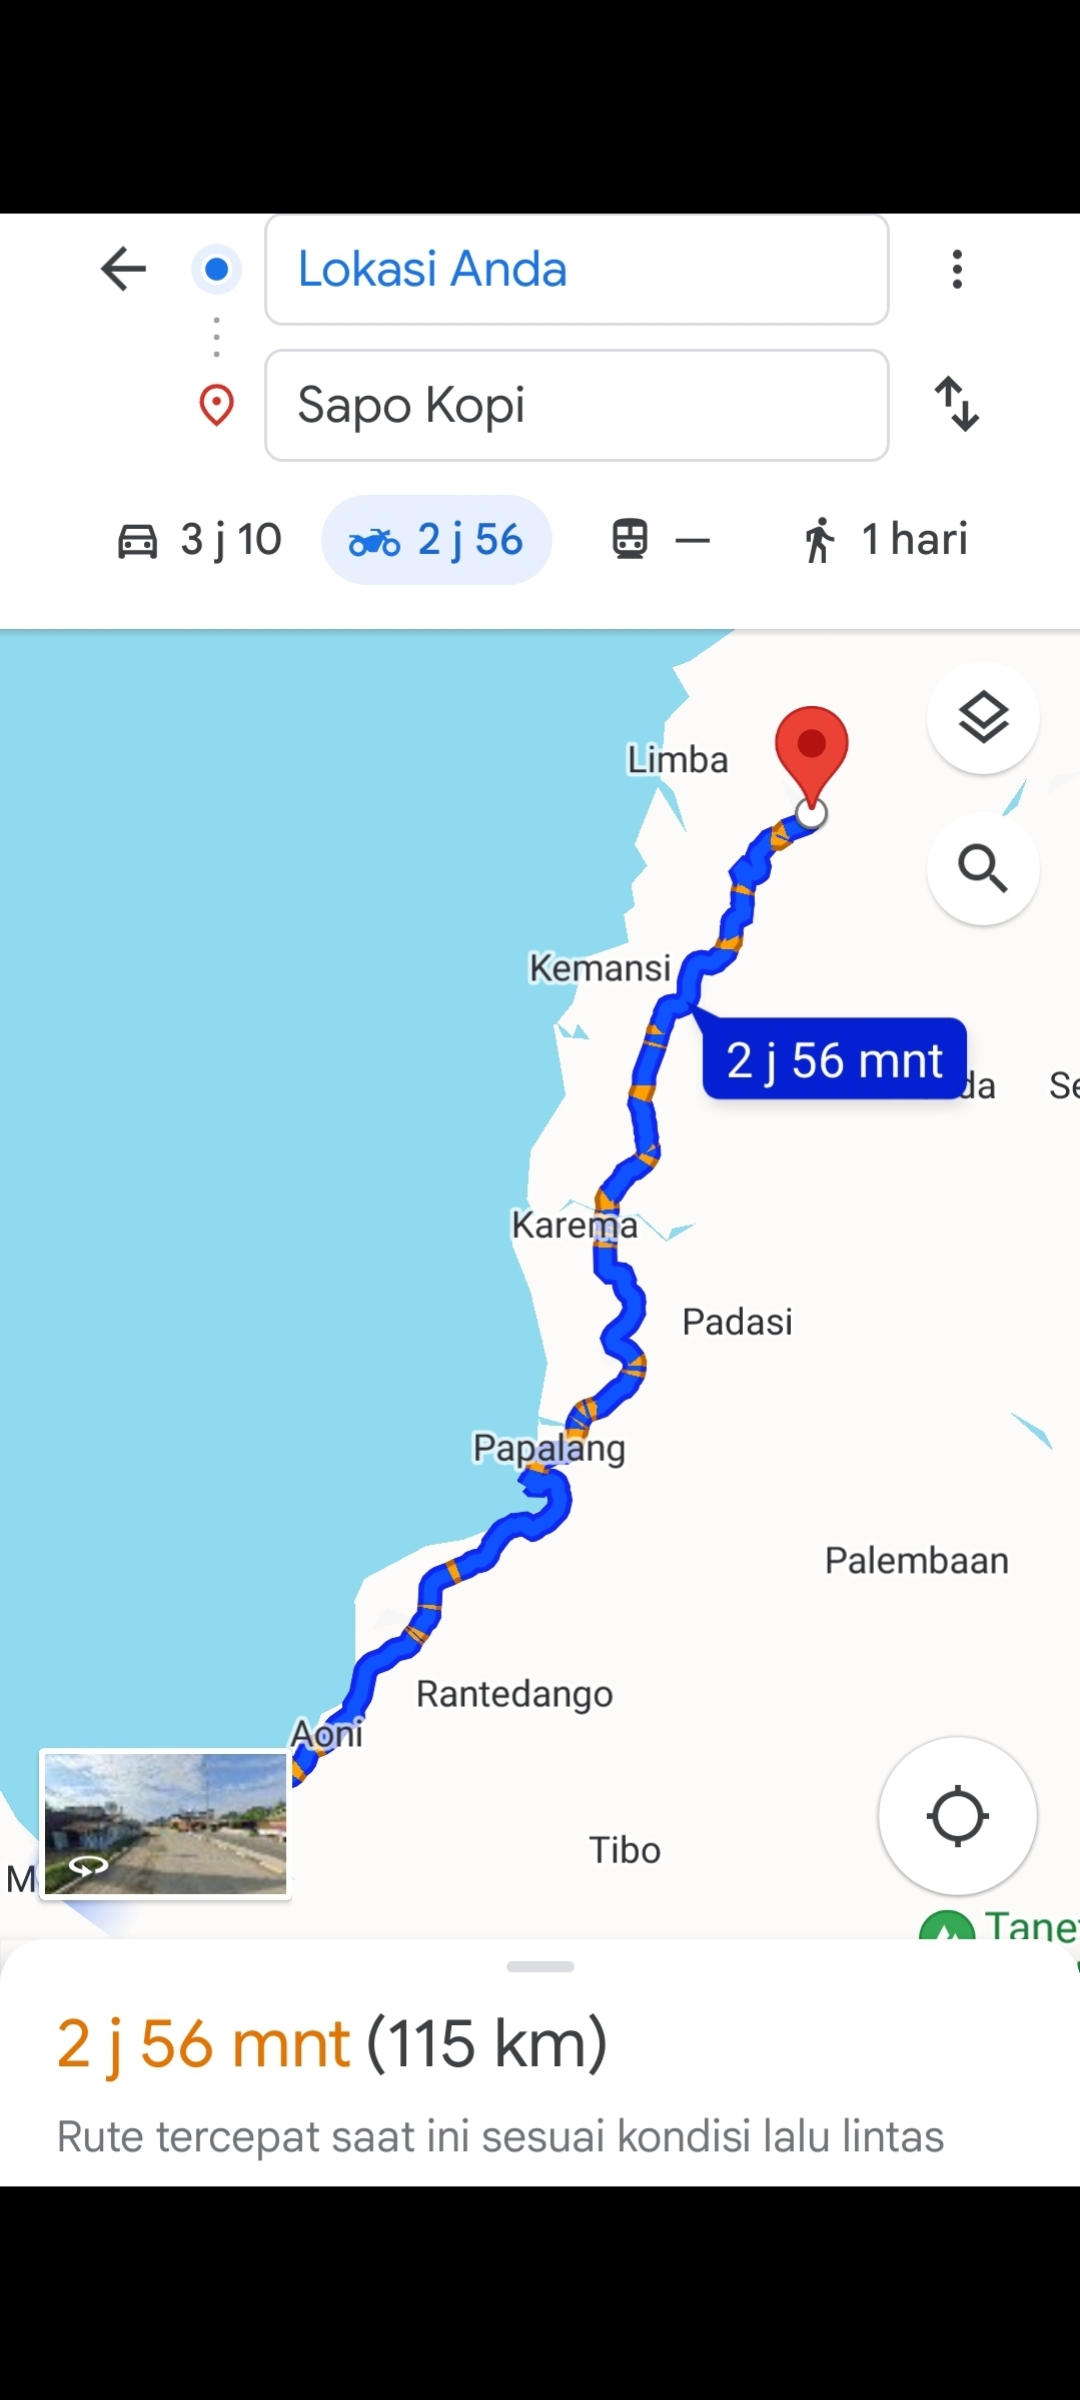 Lokasi Anda
Sapo Kopi
3 j 10
2 j 56
—
1 hari
Limba
Kemansi
2 j 56 mnt
da
Se
Karema
Padasi
Papalang
Palembaan
Rantedango
Aoni
Tibo
M
Tane
2 j 56 mnt (115 km)
Rute tercepat saat ini sesuai kondisi lalu lintas